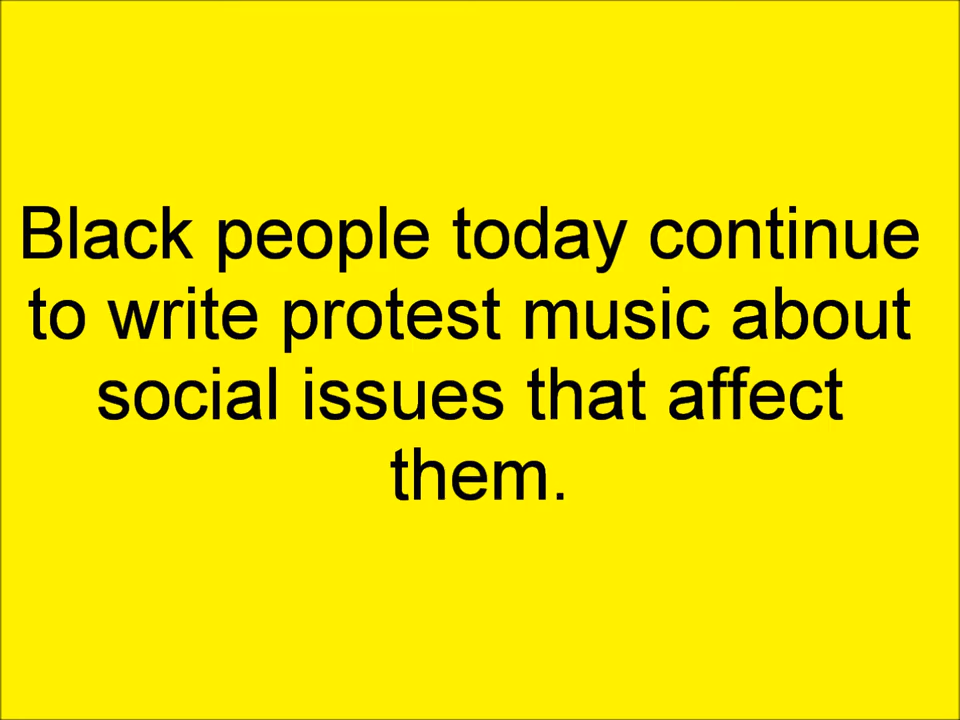 Black people today continue
to write protest music about
social issues that affect
them.